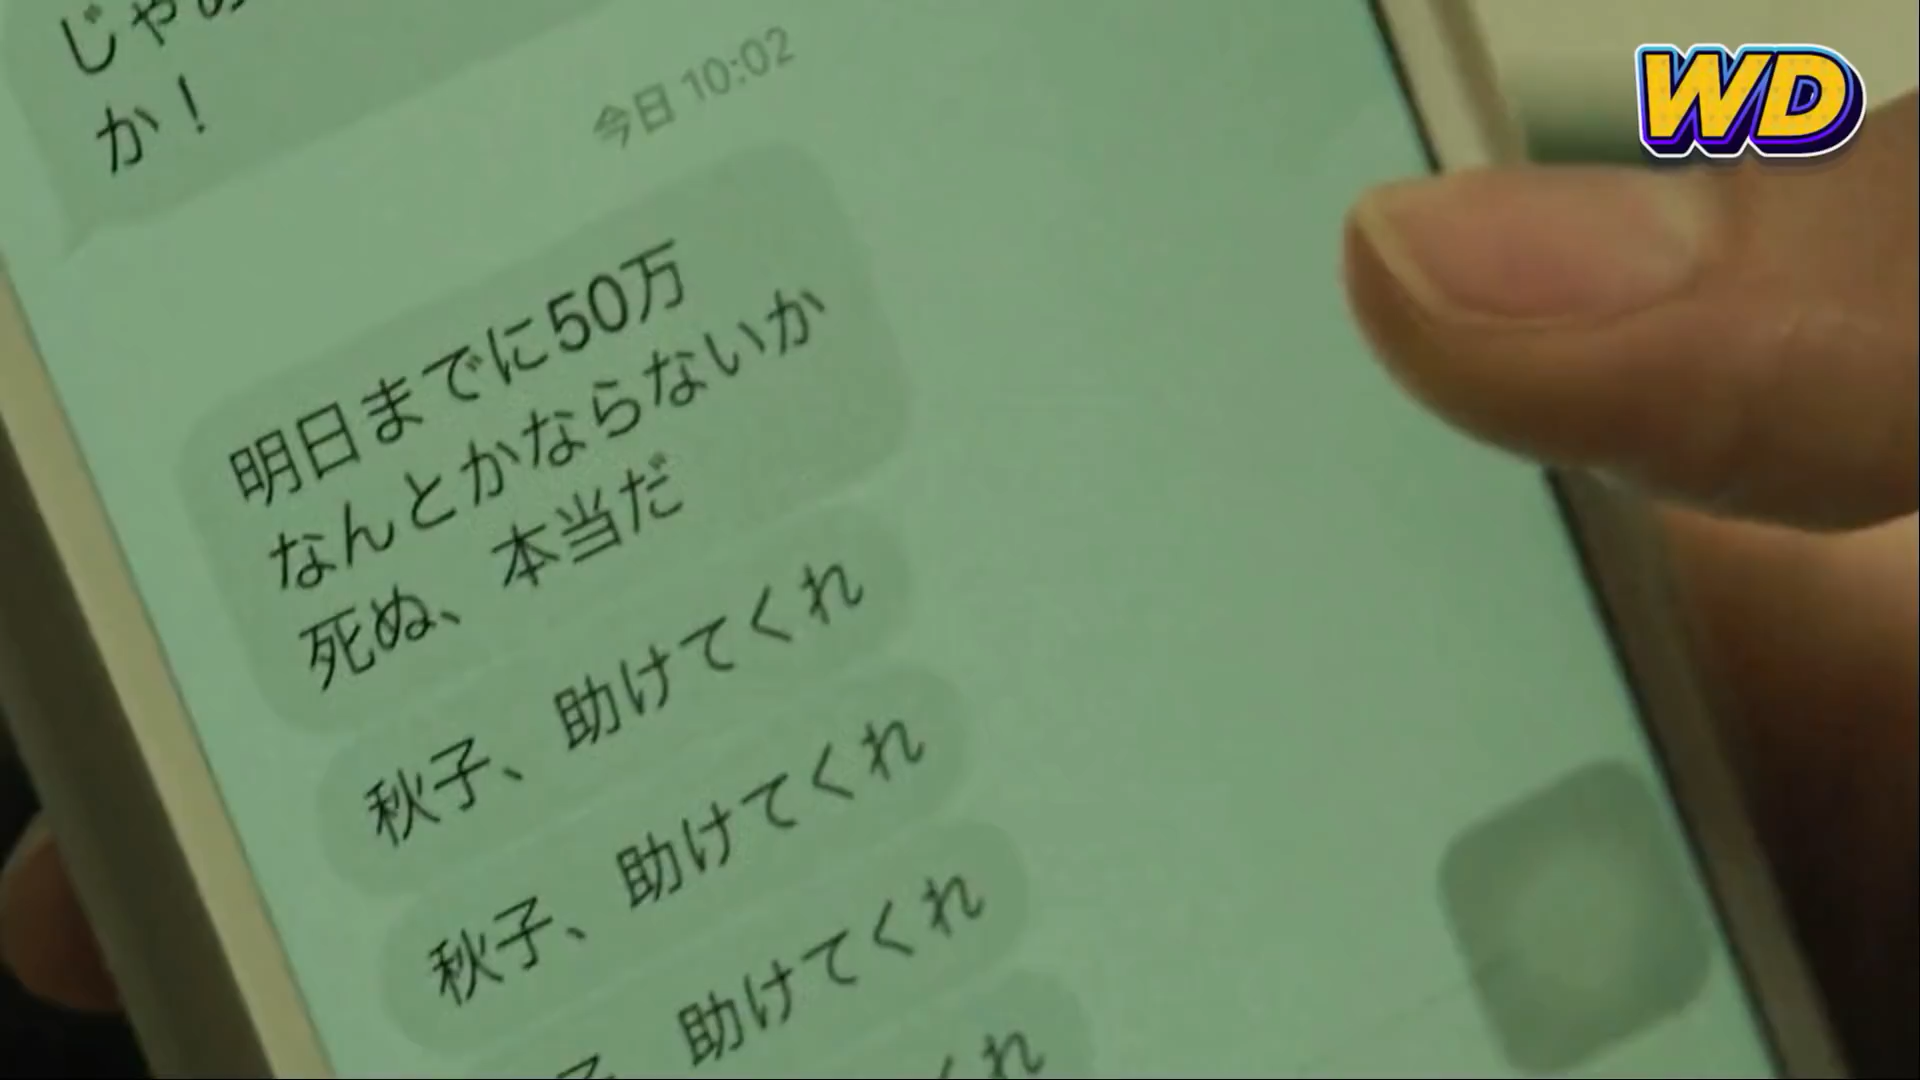 か！
今日 10:02
明日までに50万
なんとかならないか
死ぬ、本当だ
秋子、助けてくれ
秋子、助けてくれ
助けてくれ
くれ
WD